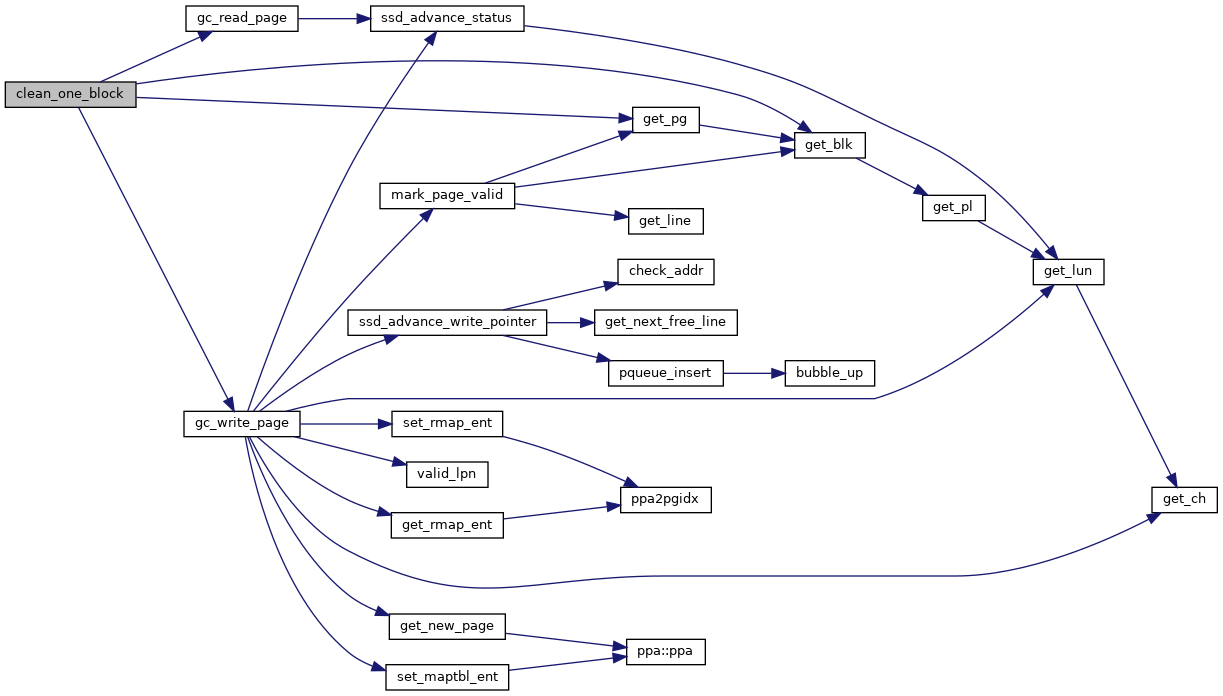 gc_read_page
ssd_advance_status
clean_one_block
get_pg
get_blk
mark_page_valid
get_pl
get_line
check_addr
get_lun
ssd_advance_write_pointer
get_next_free_line
pqueue_insert
bubble_up
gc_write_page
set_rmap_ent
valid_lpn
ppa2pgidx
get_ch
get_rmap_ent
get_new_page
ppa::ppa
set_maptbl_ent